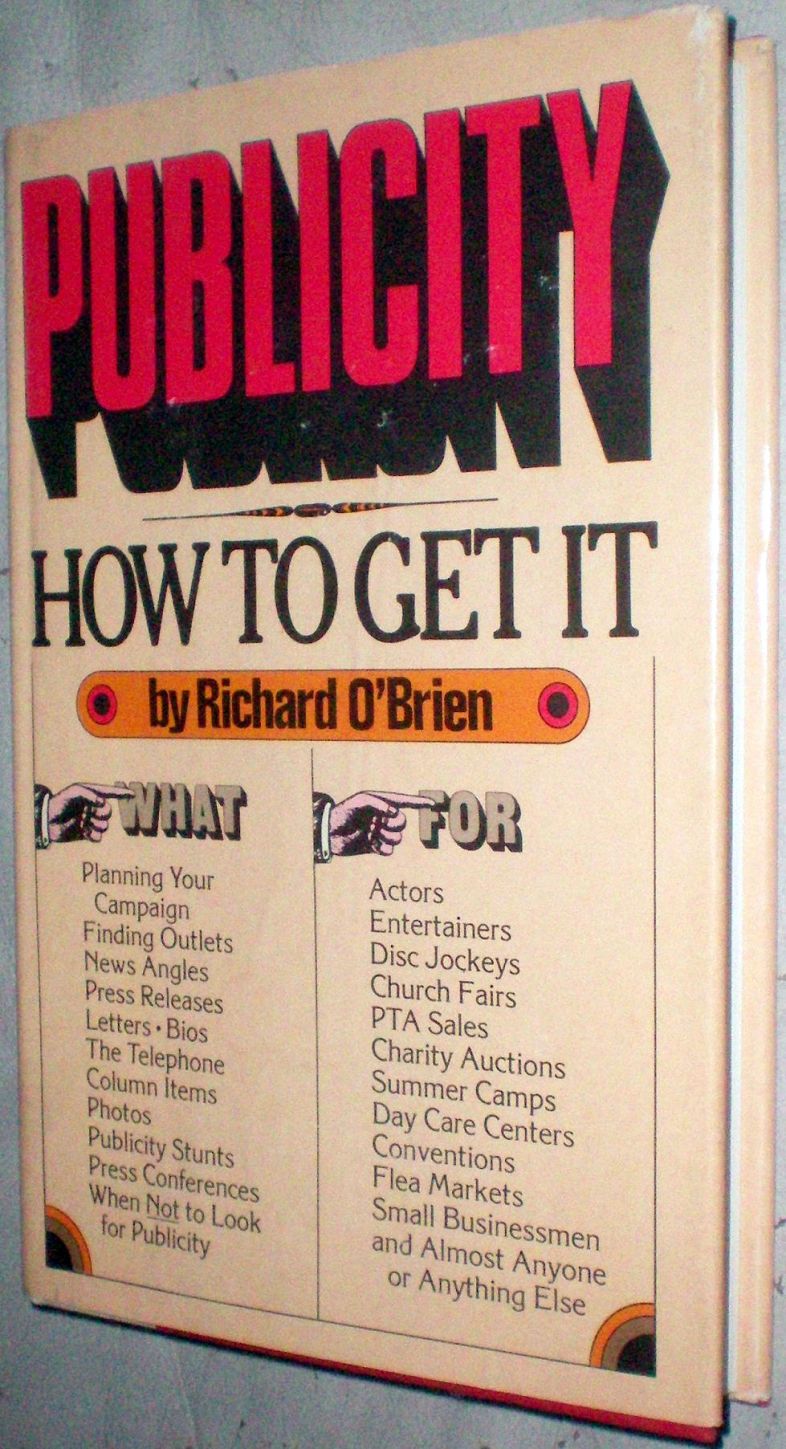 PUBLICITY
HOW TO GET IT
by Richard O'Brien
WHAT
Planning Your
Campaign
Finding Outlets
News Angles
Press Releases
Letters • Bios
The Telephone
Column Items
Photos
Publicity Stunts
Press Conferences
When Not to Look
for Publicity
FOR
Actors
Entertainers
Disc Jockeys
Church Fairs
PTA Sales
Charity Auctions
Summer Camps
Day Care Centers
Conventions
Flea Markets
Small Businessmen
and Almost Anyone
or Anything Else